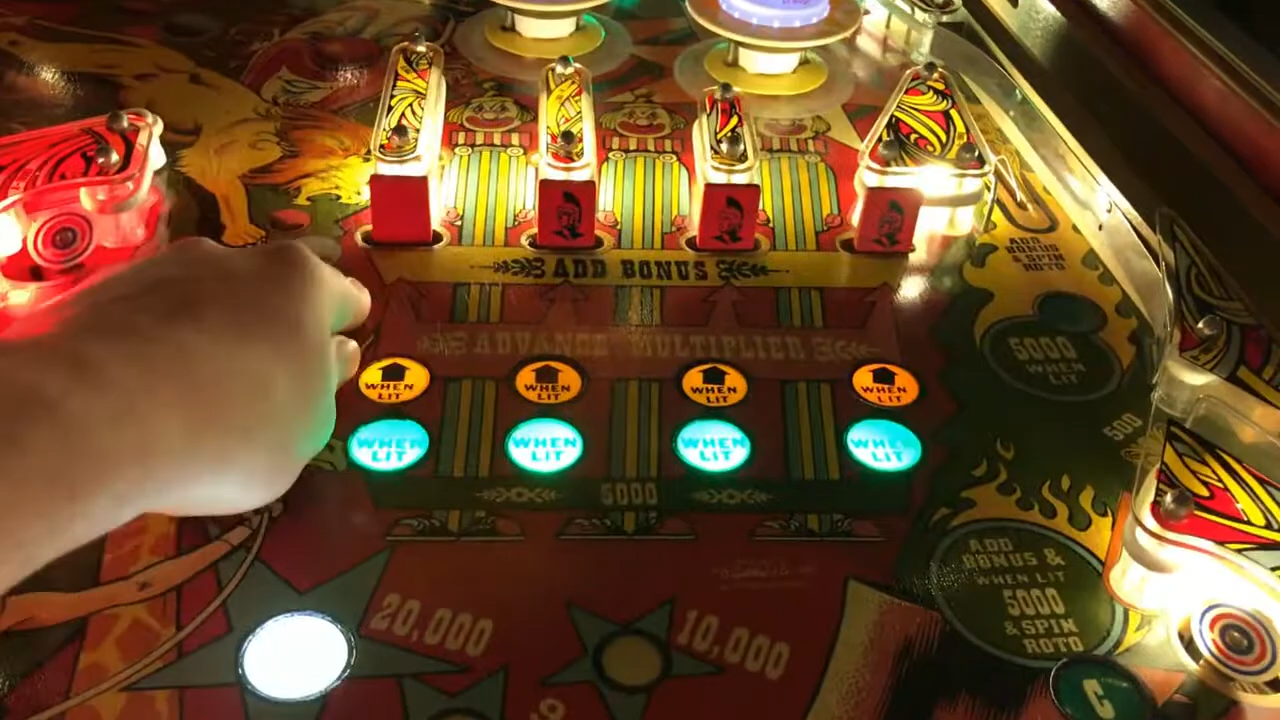 ADD
BONUS
& SPIN
ROTO
ADD BONUS
ADVANCE MULTIPLIER
5000
WHEN
LIT
WHEN
LIT
WHEN
LIT
WHEN
LIT
WHEN
LIT
500
WHEN
LIT
WHEN
LIT
WHEN
LIT
WHEN
LIT
5000
ADD
BONUS &
WHEN LIT
5000
& SPIN
ROTO
20,000
10,000
C